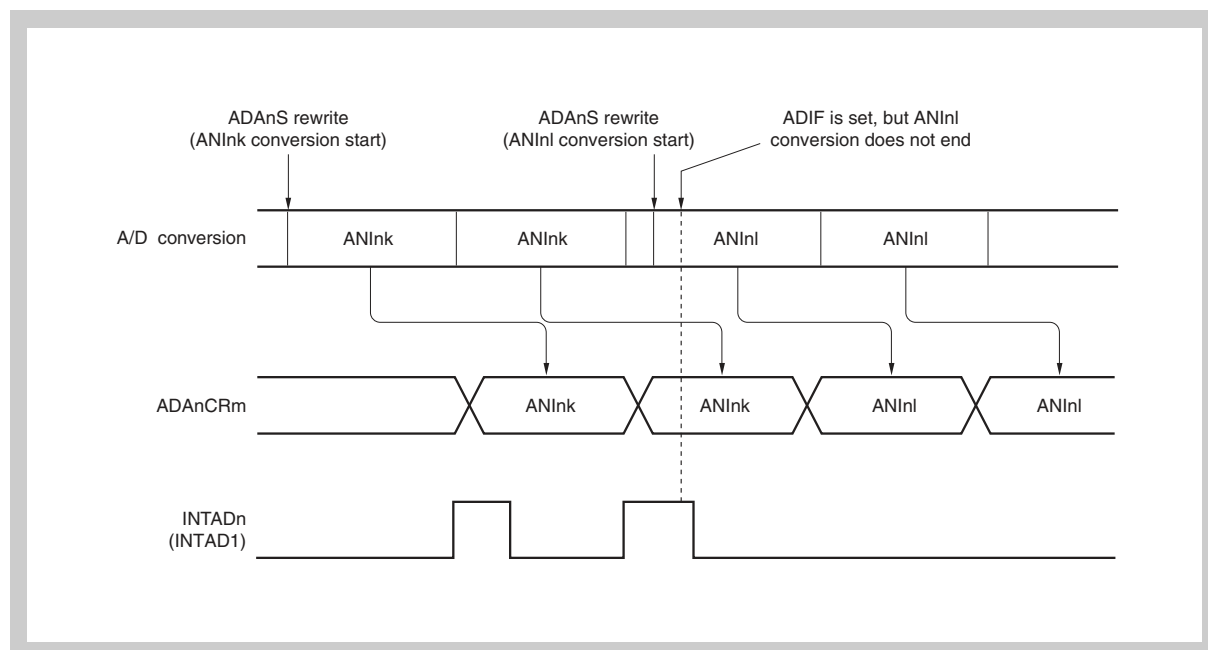 ADAnS rewrite
(ANInk conversion start)
ADAnS rewrite
(ANInl conversion start)
ADIF is set, but ANInl
conversion does not end
A/D conversion
ANInk
ANInk
ANInl
ANInl
ADAnCRm
ANInk
ANInk
ANInl
ANInl
INTADn
(INTAD1)